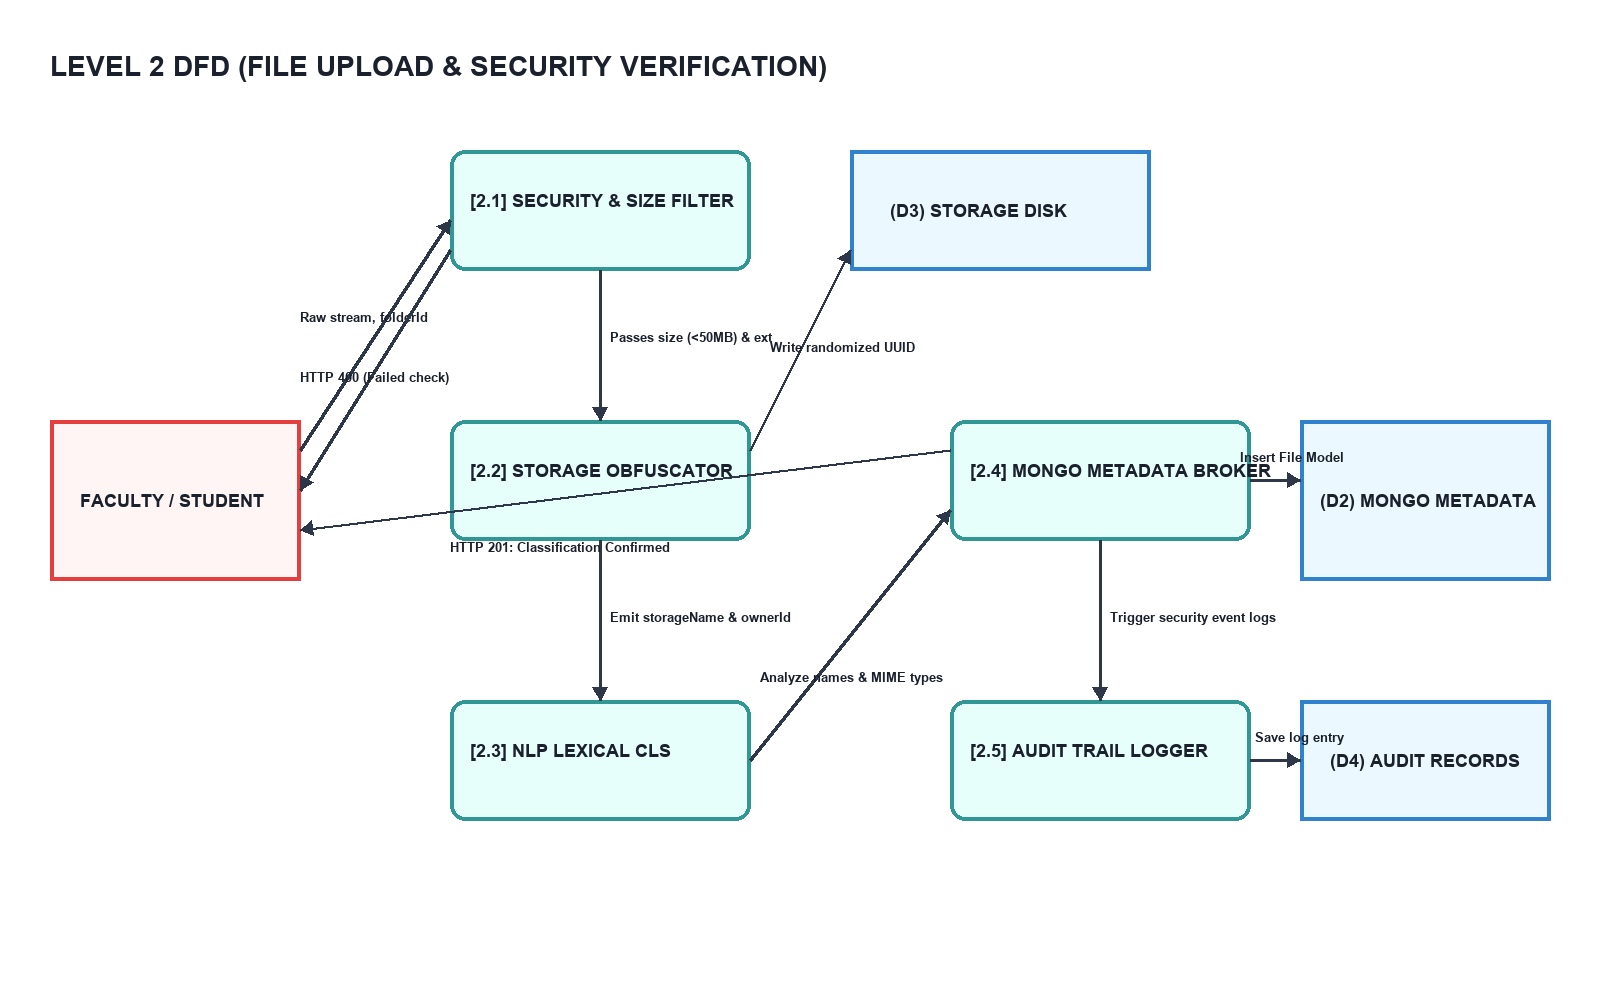 LEVEL 2 DFD (FILE UPLOAD & SECURITY VERIFICATION)
[2.1] SECURITY & SIZE FILTER
(D3) STORAGE DISK
Raw stream, folderId
Passes size (<50MB) & ext
Write randomized UUID
HTTP 400 (Failed check)
FACULTY / STUDENT
[2.2] STORAGE OBFUSCATOR
[2.4] MONGO METADATA BROKER
Insert File Model
(D2) MONGO METADATA
HTTP 201: Classification Confirmed
Emit storageName & ownerId
Trigger security event logs
Analyze names & MIME types
[2.3] NLP LEXICAL CLS
[2.5] AUDIT TRAIL LOGGER
Save log entry
(D4) AUDIT RECORDS